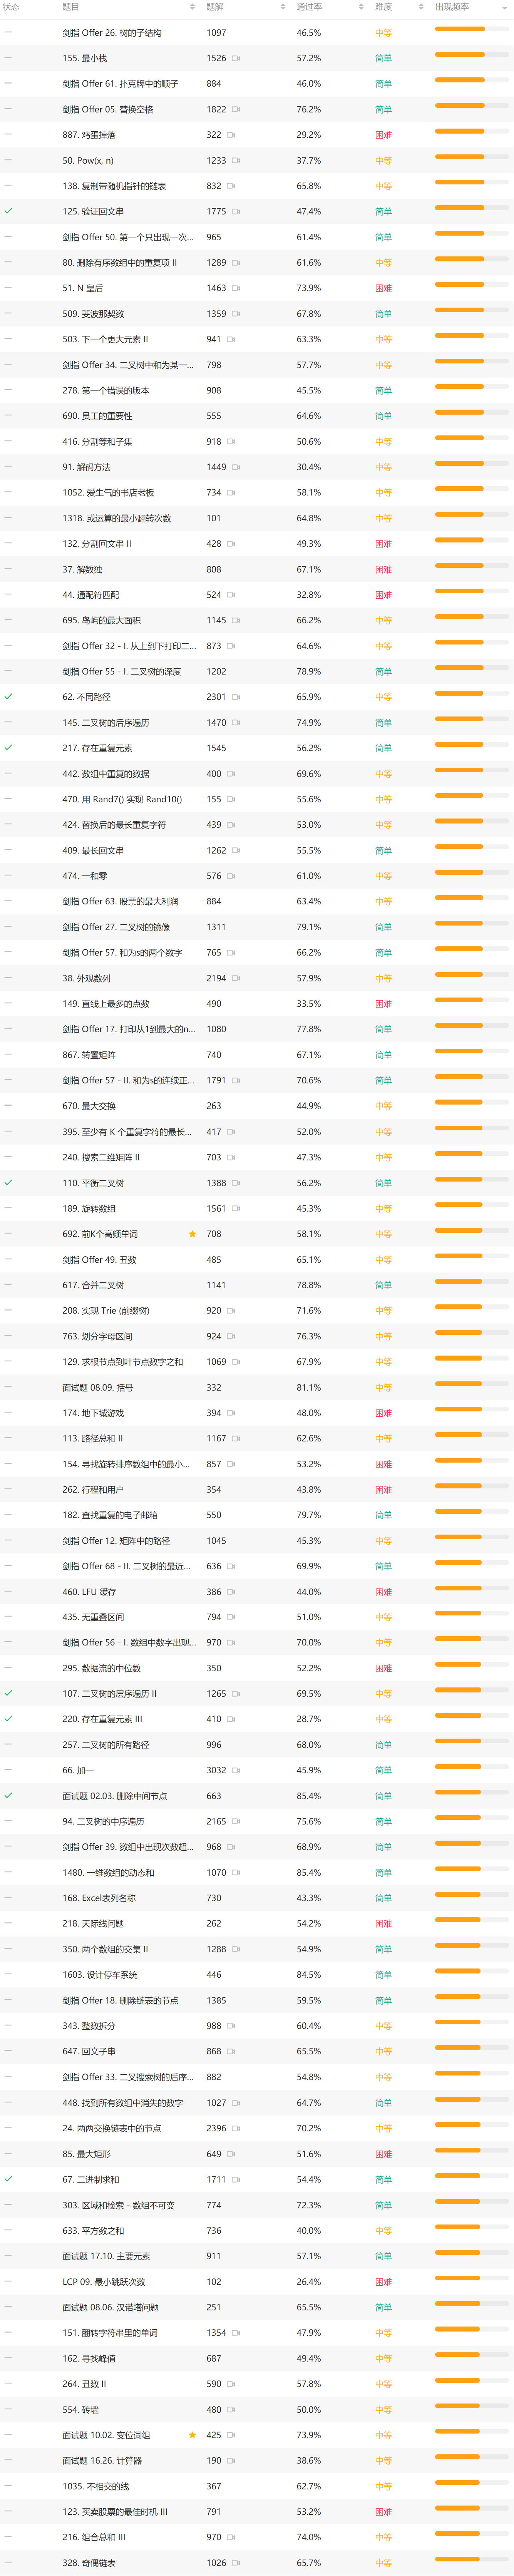 状态 题目 题解 通过率 难度 出现频率
剑指 Offer 26. 树的子结构 1097 46.5% 中等
155. 最小栈 1526 57.2% 简单
剑指 Offer 61. 扑克牌中的顺子 884 46.0% 简单
剑指 Offer 05. 替换空格 1822 76.2% 简单
887. 鸡蛋掉落 322 29.2% 困难
50. Pow(x, n) 1233 37.7% 中等
138. 复制带随机指针的链表 832 65.8% 中等
125. 验证回文串 1775 47.4% 简单
剑指 Offer 50. 第一个只出现一次... 965 61.4% 简单
80. 删除有序数组中的重复项 II 1289 61.6% 中等
51. N 皇后 1463 73.9% 困难
509. 斐波那契数 1359 67.8% 简单
503. 下一个更大元素 II 941 63.3% 中等
剑指 Offer 34. 二叉树中和为某一... 798 57.7% 中等
278. 第一个错误的版本 908 45.5% 简单
690. 员工的重要性 555 64.6% 简单
416. 分割等和子集 918 50.6% 中等
91. 解码方法 1449 30.4% 中等
1052. 爱生气的书店老板 734 58.1% 中等
1318. 或运算的最小翻转次数 101 64.8% 中等
132. 分割回文串 II 428 49.3% 困难
37. 解数独 808 67.1% 困难
44. 通配符匹配 524 32.8% 困难
695. 岛屿的最大面积 1145 66.2% 中等
剑指 Offer 32 - I. 从上到下打印二... 873 64.6% 中等
剑指 Offer 55 - I. 二叉树的深度 1202 78.9% 简单
62. 不同路径 2301 65.9% 中等
145. 二叉树的后序遍历 1470 74.9% 简单
217. 存在重复元素 1545 56.2% 简单
442. 数组中重复的数据 400 69.6% 中等
470. 用 Rand7() 实现 Rand10() 155 55.6% 中等
424. 替换后的最长重复字符 439 53.0% 中等
409. 最长回文串 1262 55.5% 简单
474. 一和零 576 61.0% 中等
剑指 Offer 63. 股票的最大利润 884 63.4% 中等
剑指 Offer 27. 二叉树的镜像 1311 79.1% 简单
剑指 Offer 57. 和为s的两个数字 765 66.2% 简单
38. 外观数列 2194 57.9% 中等
149. 直线上最多的点数 490 33.5% 困难
剑指 Offer 17. 打印从1到最大的n... 1080 77.8% 简单
867. 转置矩阵 740 67.1% 简单
剑指 Offer 57 - II. 和为s的连续正... 1791 70.6% 简单
670. 最大交换 263 44.9% 中等
395. 至少有 K 个重复字符的最长... 417 52.0% 中等
240. 搜索二维矩阵 II 703 47.3% 中等
110. 平衡二叉树 1388 56.2% 简单
189. 旋转数组 1561 45.3% 中等
692. 前K个高频单词 708 58.1% 中等
剑指 Offer 49. 丑数 485 65.1% 中等
617. 合并二叉树 1141 78.8% 简单
208. 实现 Trie (前缀树) 920 71.6% 中等
763. 划分字母区间 924 76.3% 中等
129. 求根节点到叶节点数字之和 1069 67.9% 中等
面试题 08.09. 括号 332 81.1% 中等
174. 地下城游戏 394 48.0% 困难
113. 路径总和 II 1167 62.6% 中等
154. 寻找旋转排序数组中的最小... 857 53.2% 困难
262. 行程和用户 354 43.8% 困难
182. 查找重复的电子邮箱 550 79.7% 简单
剑指 Offer 12. 矩阵中的路径 1045 45.3% 中等
剑指 Offer 68 - II. 二叉树的最近... 636 69.9% 简单
460. LFU 缓存 386 44.0% 困难
435. 无重叠区间 794 51.0% 中等
剑指 Offer 56 - I. 数组中数字出现... 970 70.0% 中等
295. 数据流的中位数 350 52.2% 困难
107. 二叉树的层序遍历 II 1265 69.5% 中等
220. 存在重复元素 III 410 28.7% 中等
257. 二叉树的所有路径 996 68.0% 简单
66. 加一 3032 45.9% 简单
面试题 02.03. 删除中间节点 663 85.4% 简单
94. 二叉树的中序遍历 2165 75.6% 简单
剑指 Offer 39. 数组中出现次数超... 968 68.9% 简单
1480. 一维数组的动态和 1070 85.4% 简单
168. Excel表列名称 730 43.3% 简单
218. 天际线问题 262 54.2% 困难
350. 两个数组的交集 II 1288 54.9% 简单
1603. 设计停车系统 446 84.5% 简单
剑指 Offer 18. 删除链表的节点 1385 59.5% 简单
343. 整数拆分 988 60.4% 中等
647. 回文子串 868 65.5% 中等
剑指 Offer 33. 二叉搜索树的后序... 882 54.8% 中等
448. 找到所有数组中消失的数字 1027 64.7% 简单
24. 两两交换链表中的节点 2396 70.2% 中等
85. 最大矩形 649 51.6% 困难
67. 二进制求和 1711 54.4% 简单
303. 区域和检索 - 数组不可变 774 72.3% 简单
633. 平方数之和 736 40.0% 中等
面试题 17.10. 主要元素 911 57.1% 简单
LCP 09. 最小跳跃次数 102 26.4% 困难
面试题 08.06. 汉诺塔问题 251 65.5% 简单
151. 翻转字符串里的单词 1354 47.9% 中等
162. 寻找峰值 687 49.4% 中等
264. 丑数 II 590 57.8% 中等
554. 砖墙 480 50.0% 中等
面试题 10.02. 变位词组 425 73.9% 中等
面试题 16.26. 计算器 190 38.6% 中等
1035. 不相交的线 367 62.7% 中等
123. 买卖股票的最佳时机 III 791 53.2% 困难
216. 组合总和 III 970 74.0% 中等
328. 奇偶链表 1026 65.7% 中等